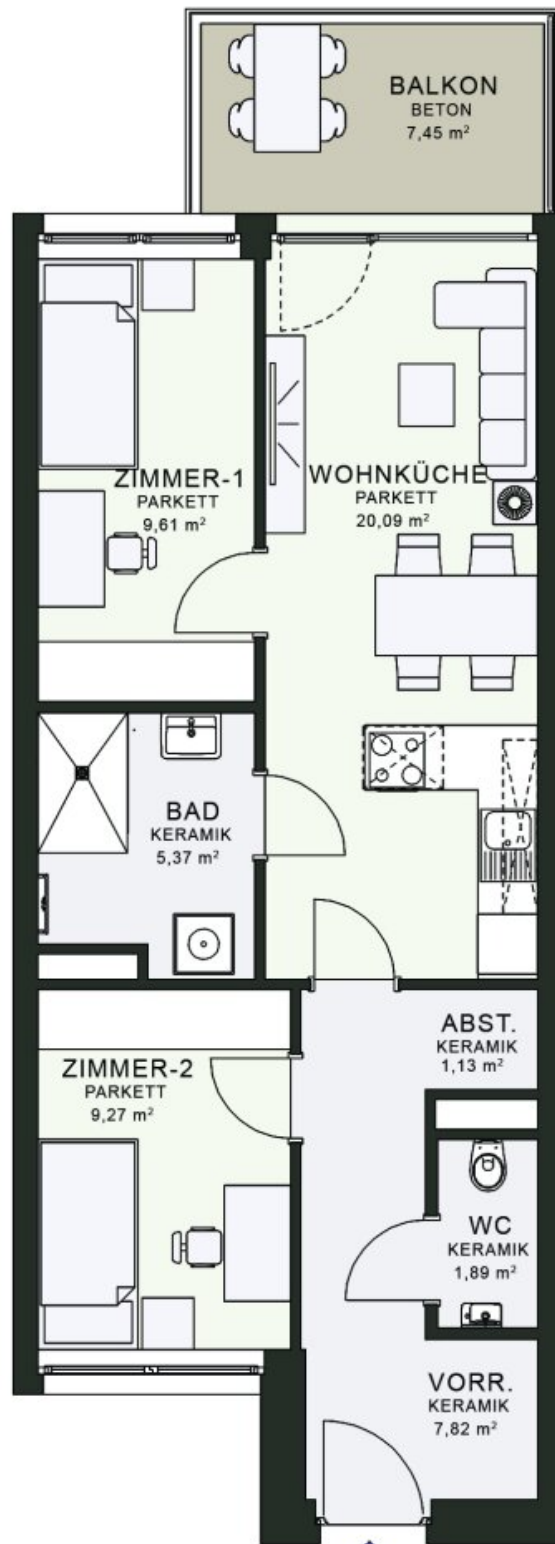 BALKON
BETON
7,45 m²
ZIMMER-1
PARKETT
9,61 m²
WOHNKÜCHE
PARKETT
20,09 m²
BAD
KERAMIK
5,37 m²
ABST.
KERAMIK
1,13 m²
ZIMMER-2
PARKETT
9,27 m²
WC
KERAMIK
1,89 m²
VORR.
KERAMIK
7,82 m²